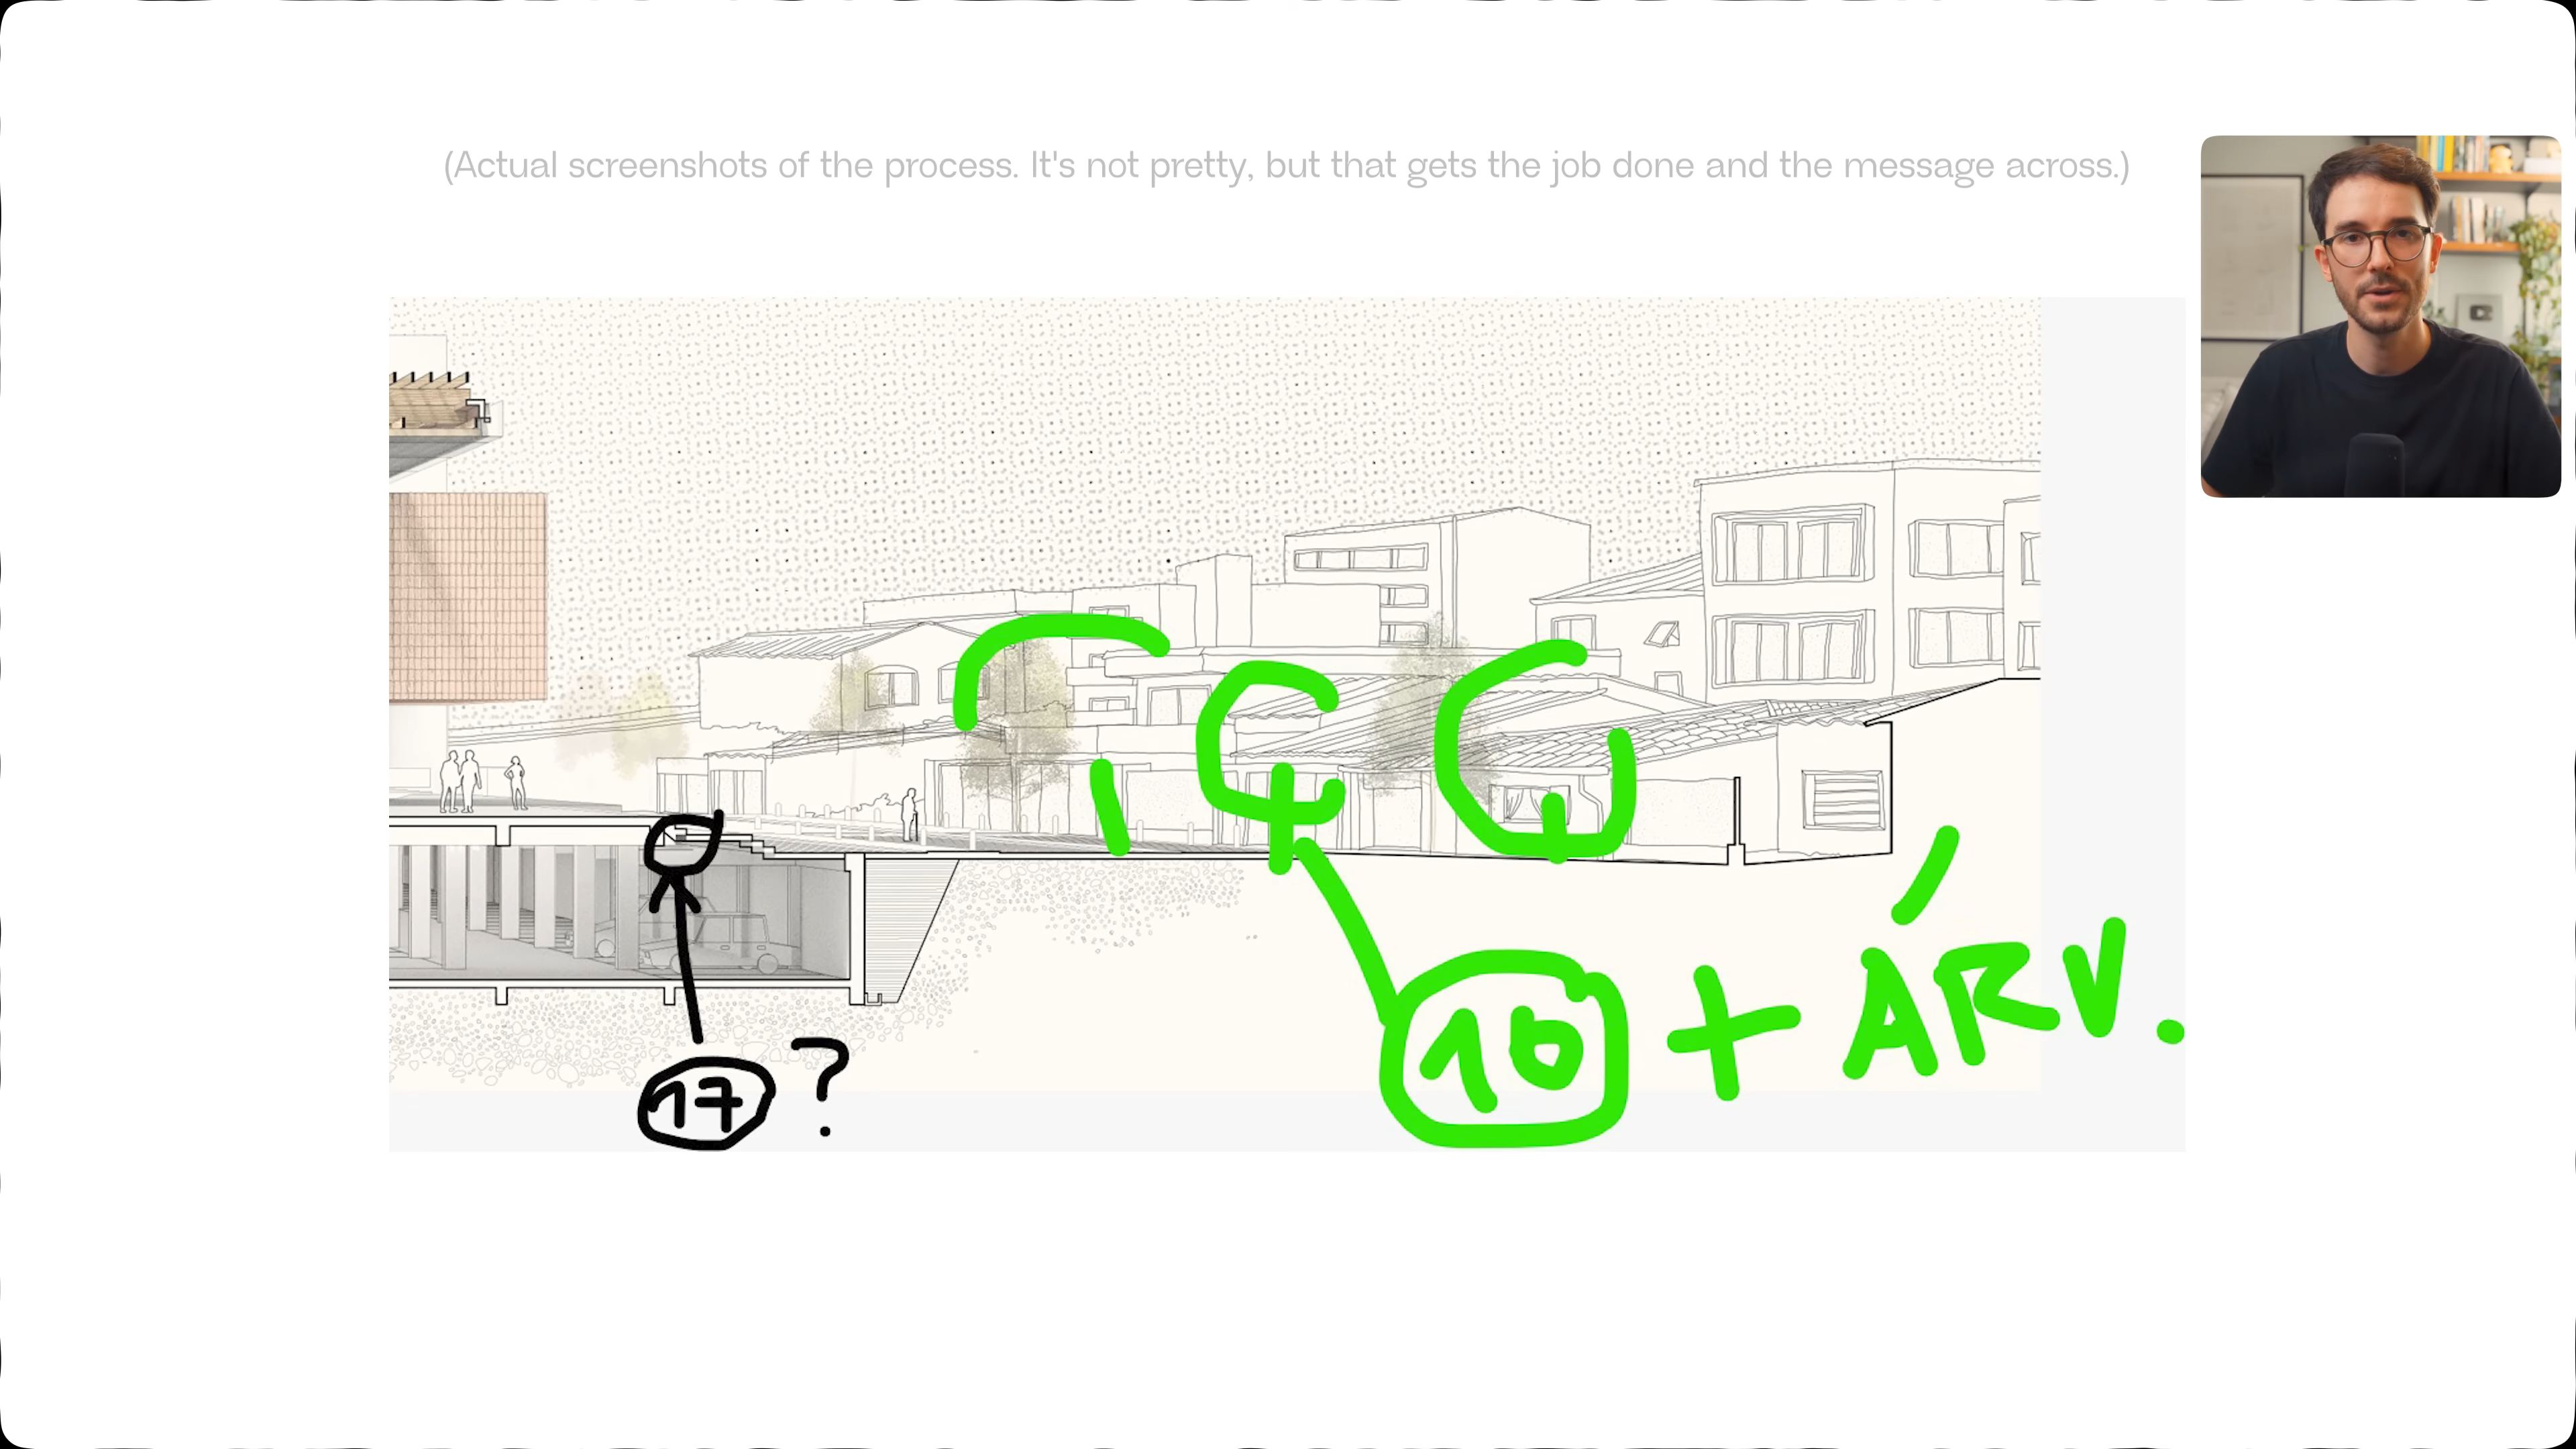 (Actual screenshots of the process. It's not pretty, but that gets the job done and the message across.)
10 + ÁRV.
17 ?